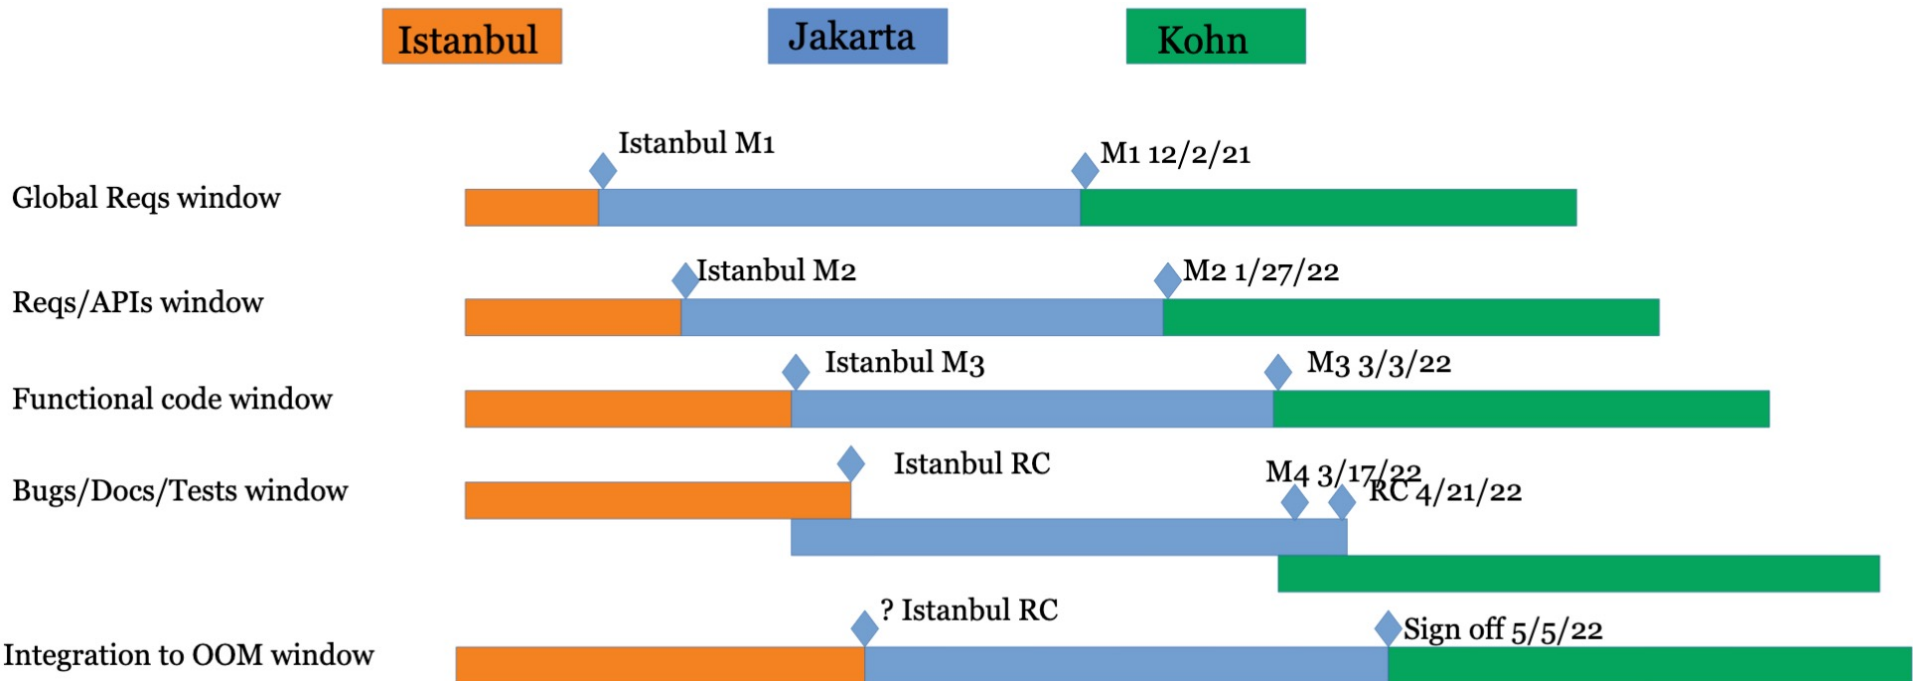 Istanbul
Jakarta
Kohn
Istanbul M1
M1 12/2/21
Global Reqs window
Istanbul M2
M2 1/27/22
Reqs/APIs window
Istanbul M3
M3 3/3/22
Functional code window
Istanbul RC
M4 3/17/22
RC 4/21/22
Bugs/Docs/Tests window
? Istanbul RC
Sign off 5/5/22
Integration to OOM window